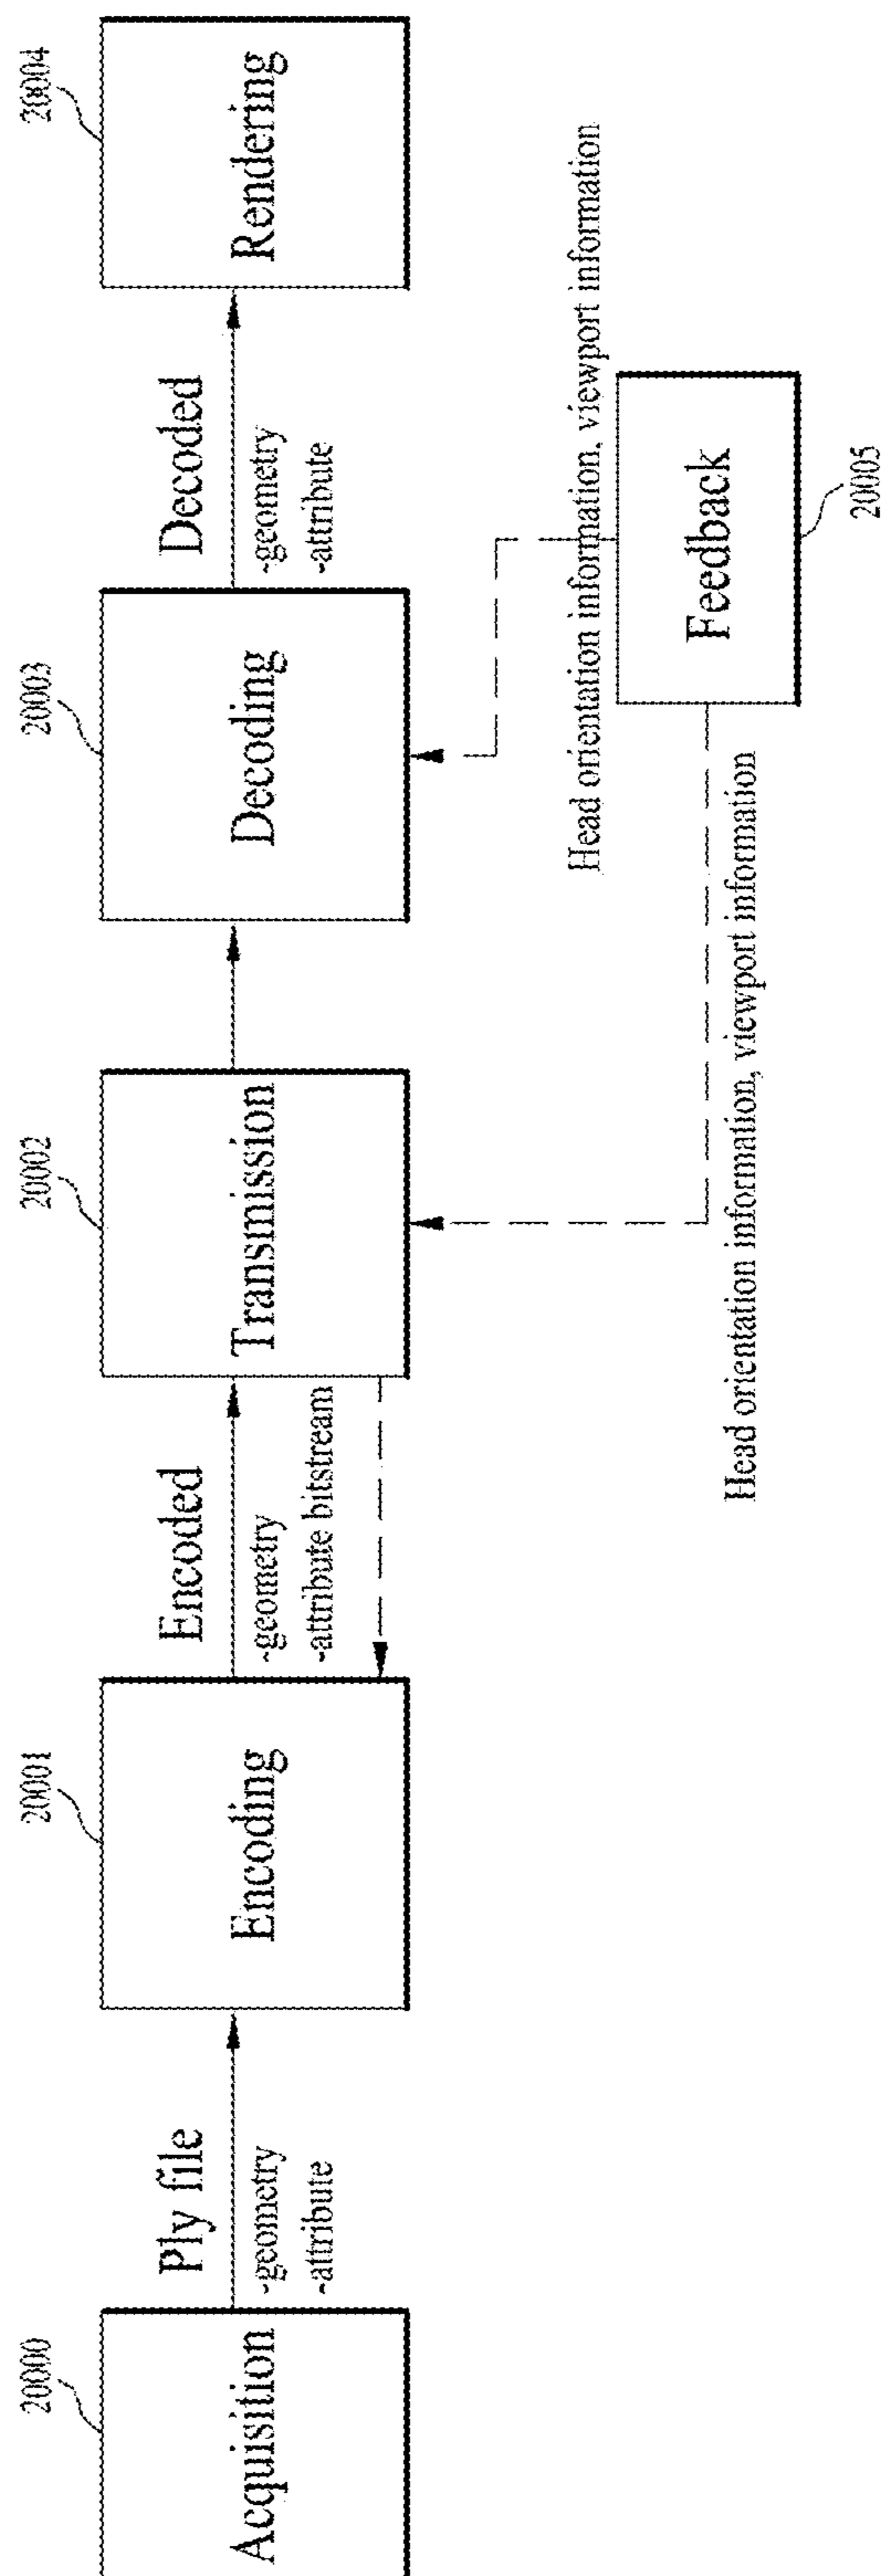 20000
Acquisition
Ply file
-geometry
-attribute
20001
Encoding
Encoded
-geometry
-attribute bitstream
20002
Transmission
20003
Decoding
Decoded
-geometry
-attribute
20004
Rendering
Head orientation information, viewport information
Feedback
20005
Head orientation information, viewport information